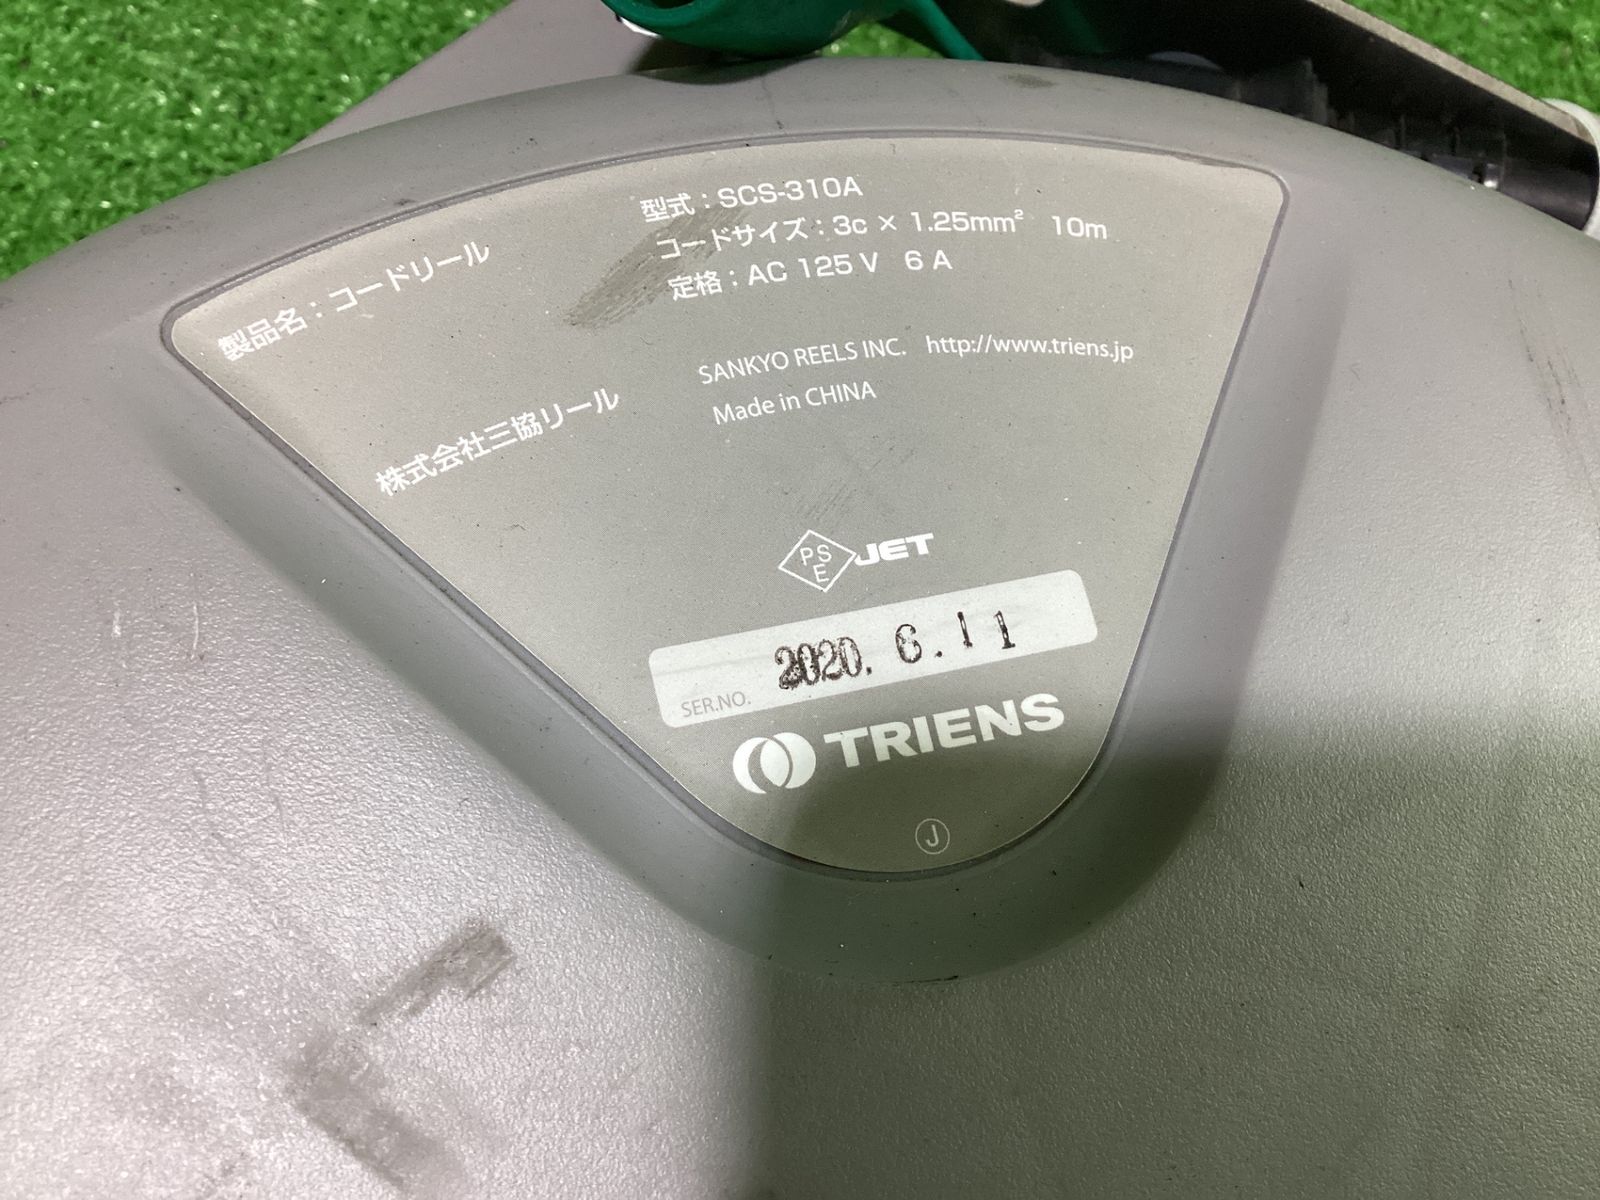 製品名：コードリール
型式：SCS-310A
コードサイズ：3c × 1.25mm² 10m
定格：AC 125 V 6 A
株式会社三協リール
SANKYO REELS INC. http://www.triens.jp
Made in CHINA
PSE JET
SER.NO. 2020. 6. 11
TRIENS
J